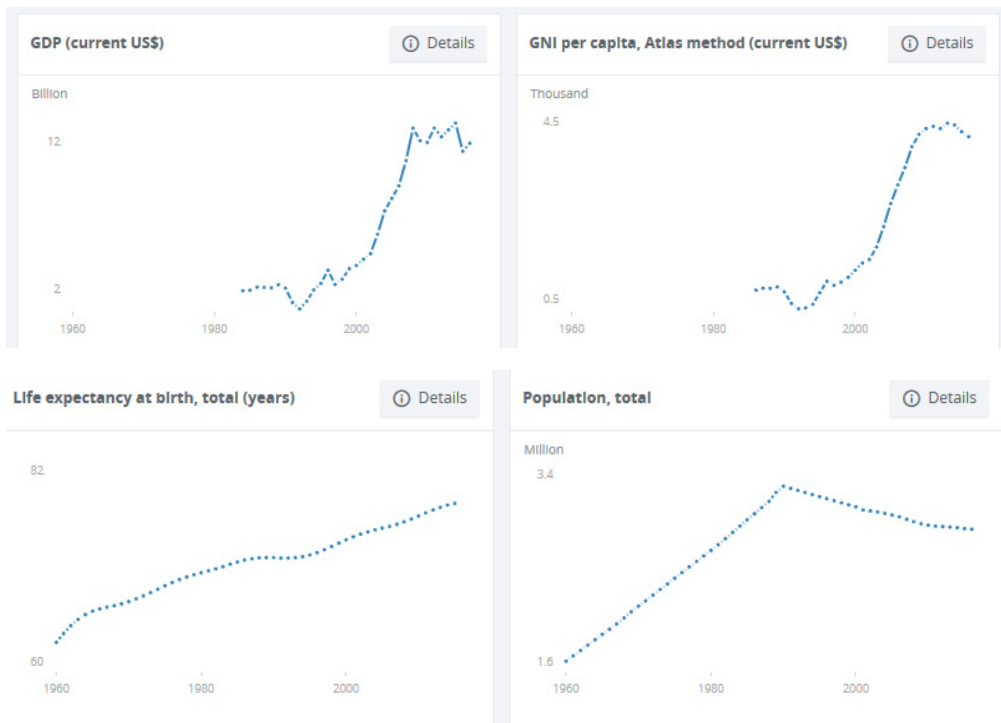 GDP (current US$)
Details
GNI per capita, Atlas method (current US$)
Details
Billion
12
2
1960
1980
2000
Thousand
4.5
0.5
1960
1980
2000
Life expectancy at birth, total (years)
Details
Population, total
Details
82
60
1960
1980
2000
Million
3.4
1.6
1960
1980
2000